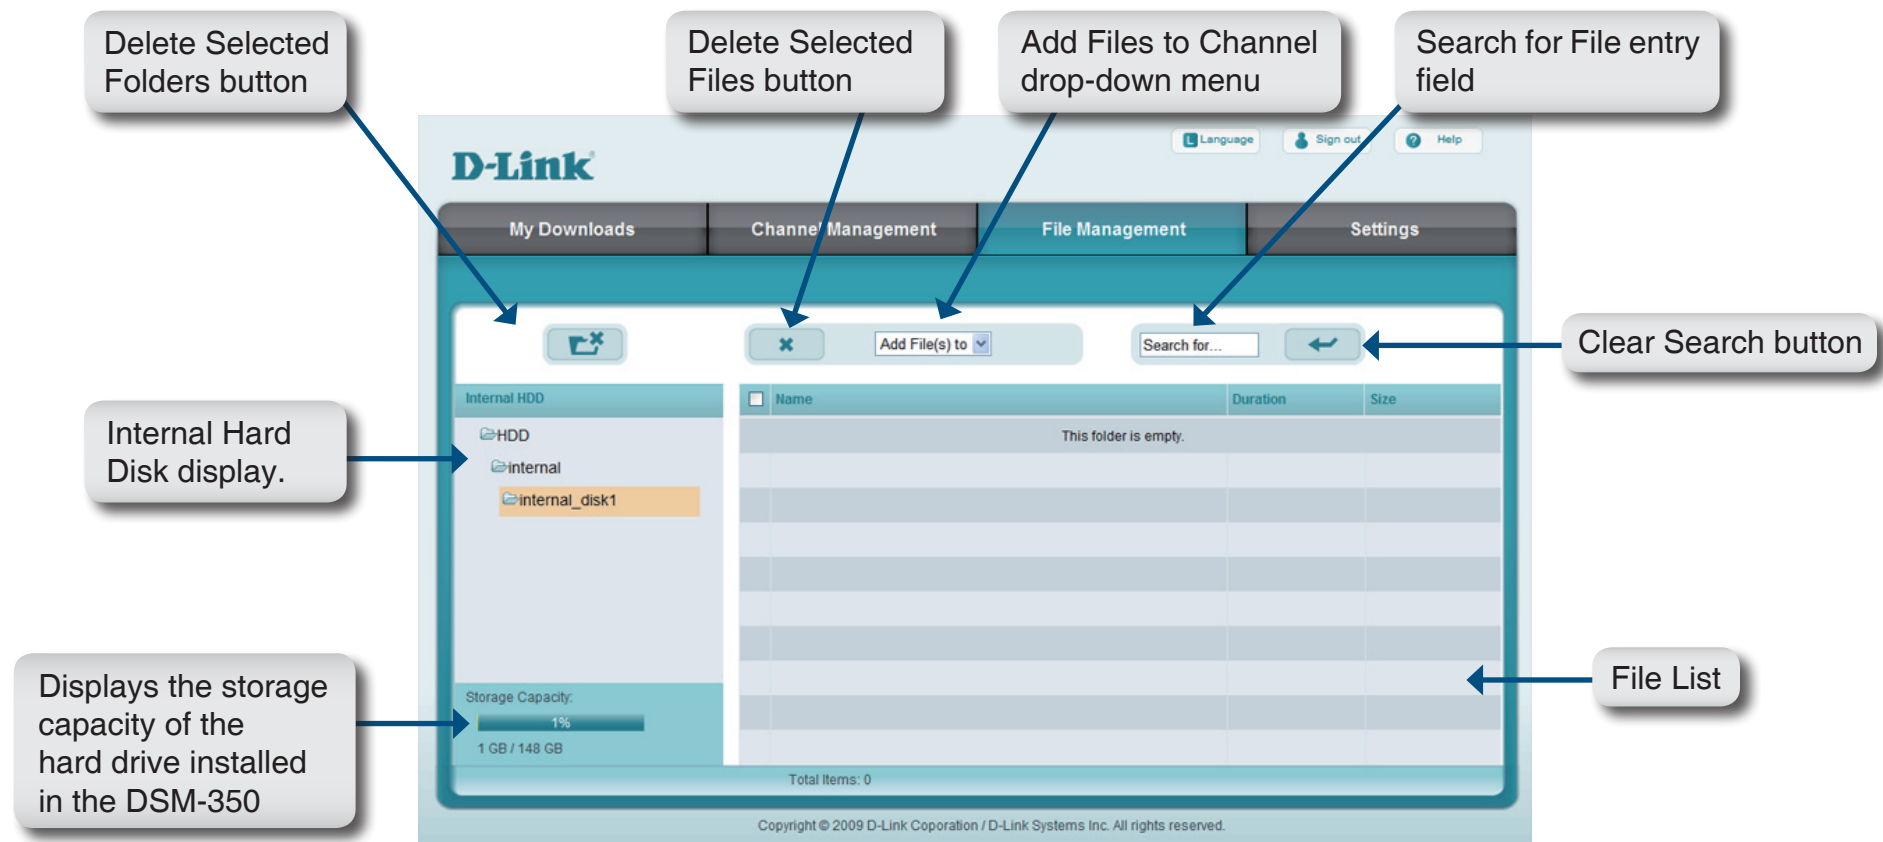 Delete Selected
Folders button
Delete Selected
Files button
Add Files to Channel
drop-down menu
Search for File entry
field
D-Link
L Language
Sign out
? Help
My Downloads
Channel Management
File Management
Settings
Add File(s) to
Search for...
Clear Search button
Internal HDD
Name
Duration
Size
Internal Hard
Disk display.
HDD
internal
internal_disk1
This folder is empty.
Displays the storage
capacity of the
hard drive installed
in the DSM-350
Storage Capacity:
1%
1 GB / 148 GB
File List
Total Items: 0
Copyright © 2009 D-Link Coporation / D-Link Systems Inc. All rights reserved.